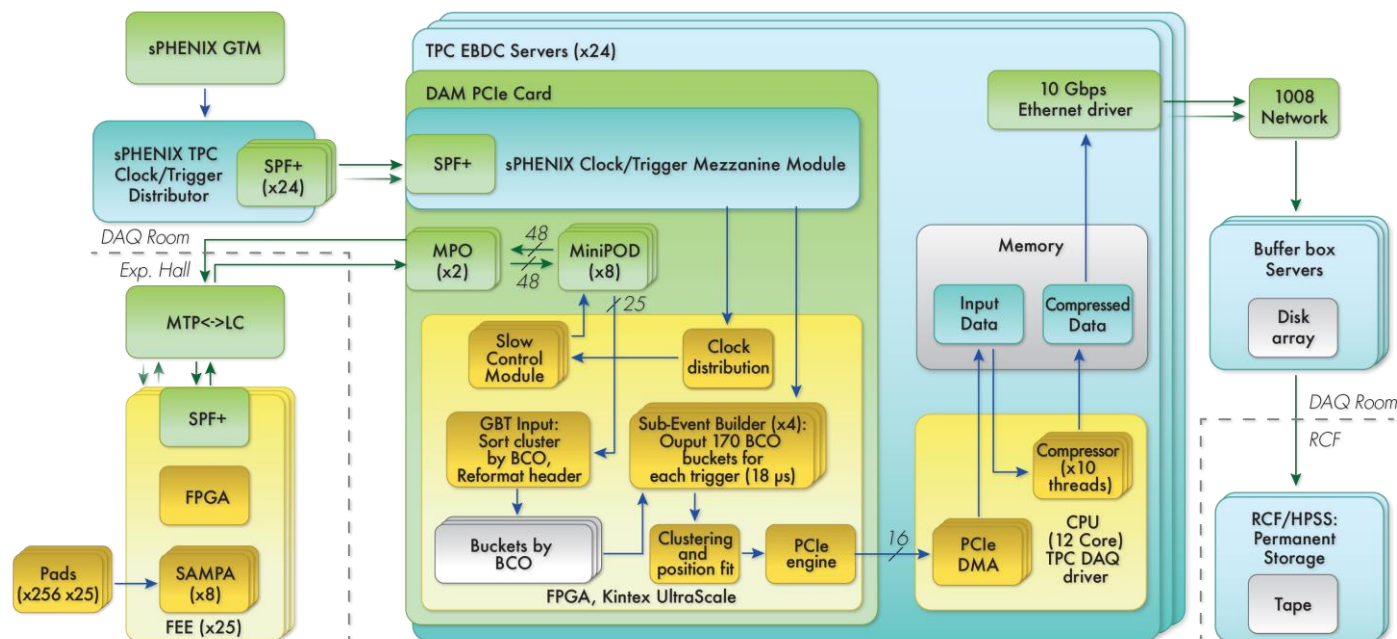 sPHENIX GTM
sPHENIX TPC
Clock/Trigger
Distributor
SPF+
(x24)
DAQ Room
Exp. Hall
MTP<->LC
SPF+
FPGA
Pads
(x256 x25)
SAMPA
(x8)
FEE (x25)
TPC EBDC Servers (x24)
DAM PCIe Card
SPF+
sPHENIX Clock/Trigger Mezzanine Module
MPO
(x2)
48
48
MiniPOD
(x8)
25
Slow
Control
Module
Clock
distribution
GBT Input:
Sort cluster
by BCO,
Reformat header
Sub-Event Builder (x4):
Ouput 170 BCO
buckets for
each trigger (18 µs)
Buckets by
BCO
Clustering
and
position fit
PCIe
engine
FPGA, Kintex UltraScale
16
10 Gbps
Ethernet driver
Memory
Input
Data
Compressed
Data
Compressor
(x10
threads)
PCIe
DMA
CPU
(12 Core)
TPC DAQ
driver
1008
Network
Buffer box
Servers
Disk
array
DAQ Room
RCF
RCF/HPSS:
Permanent
Storage
Tape